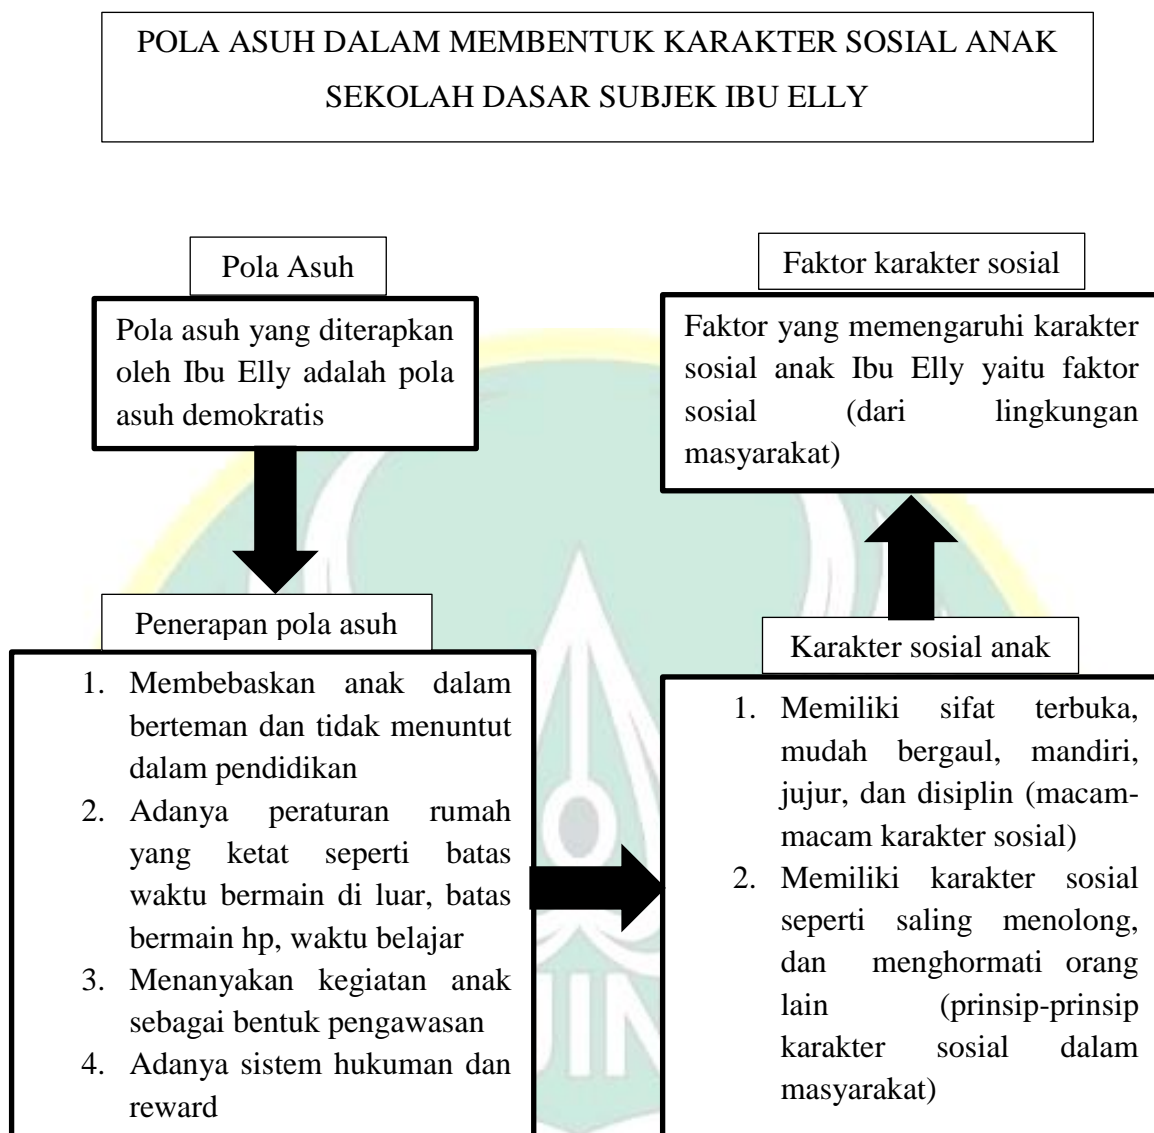 POLA ASUH DALAM MEMBENTUK KARAKTER SOSIAL ANAK
SEKOLAH DASAR SUBJEK IBU ELLY
Pola Asuh
Pola asuh yang diterapkan
oleh Ibu Elly adalah pola
asuh demokratis
Penerapan pola asuh
1. Membebaskan anak dalam
berteman dan tidak menuntut
dalam pendidikan
2. Adanya peraturan rumah
yang ketat seperti batas
waktu bermain di luar, batas
bermain hp, waktu belajar
3. Menanyakan kegiatan anak
sebagai bentuk pengawasan
4. Adanya sistem hukuman dan
reward
Karakter sosial anak
1. Memiliki sifat terbuka,
mudah bergaul, mandiri,
jujur, dan disiplin (macam-
macam karakter sosial)
2. Memiliki karakter sosial
seperti saling menolong,
dan menghormati orang
lain (prinsip-prinsip
karakter sosial dalam
masyarakat)
Faktor karakter sosial
Faktor yang memengaruhi karakter
sosial anak Ibu Elly yaitu faktor
sosial (dari lingkungan
masyarakat)
UIN